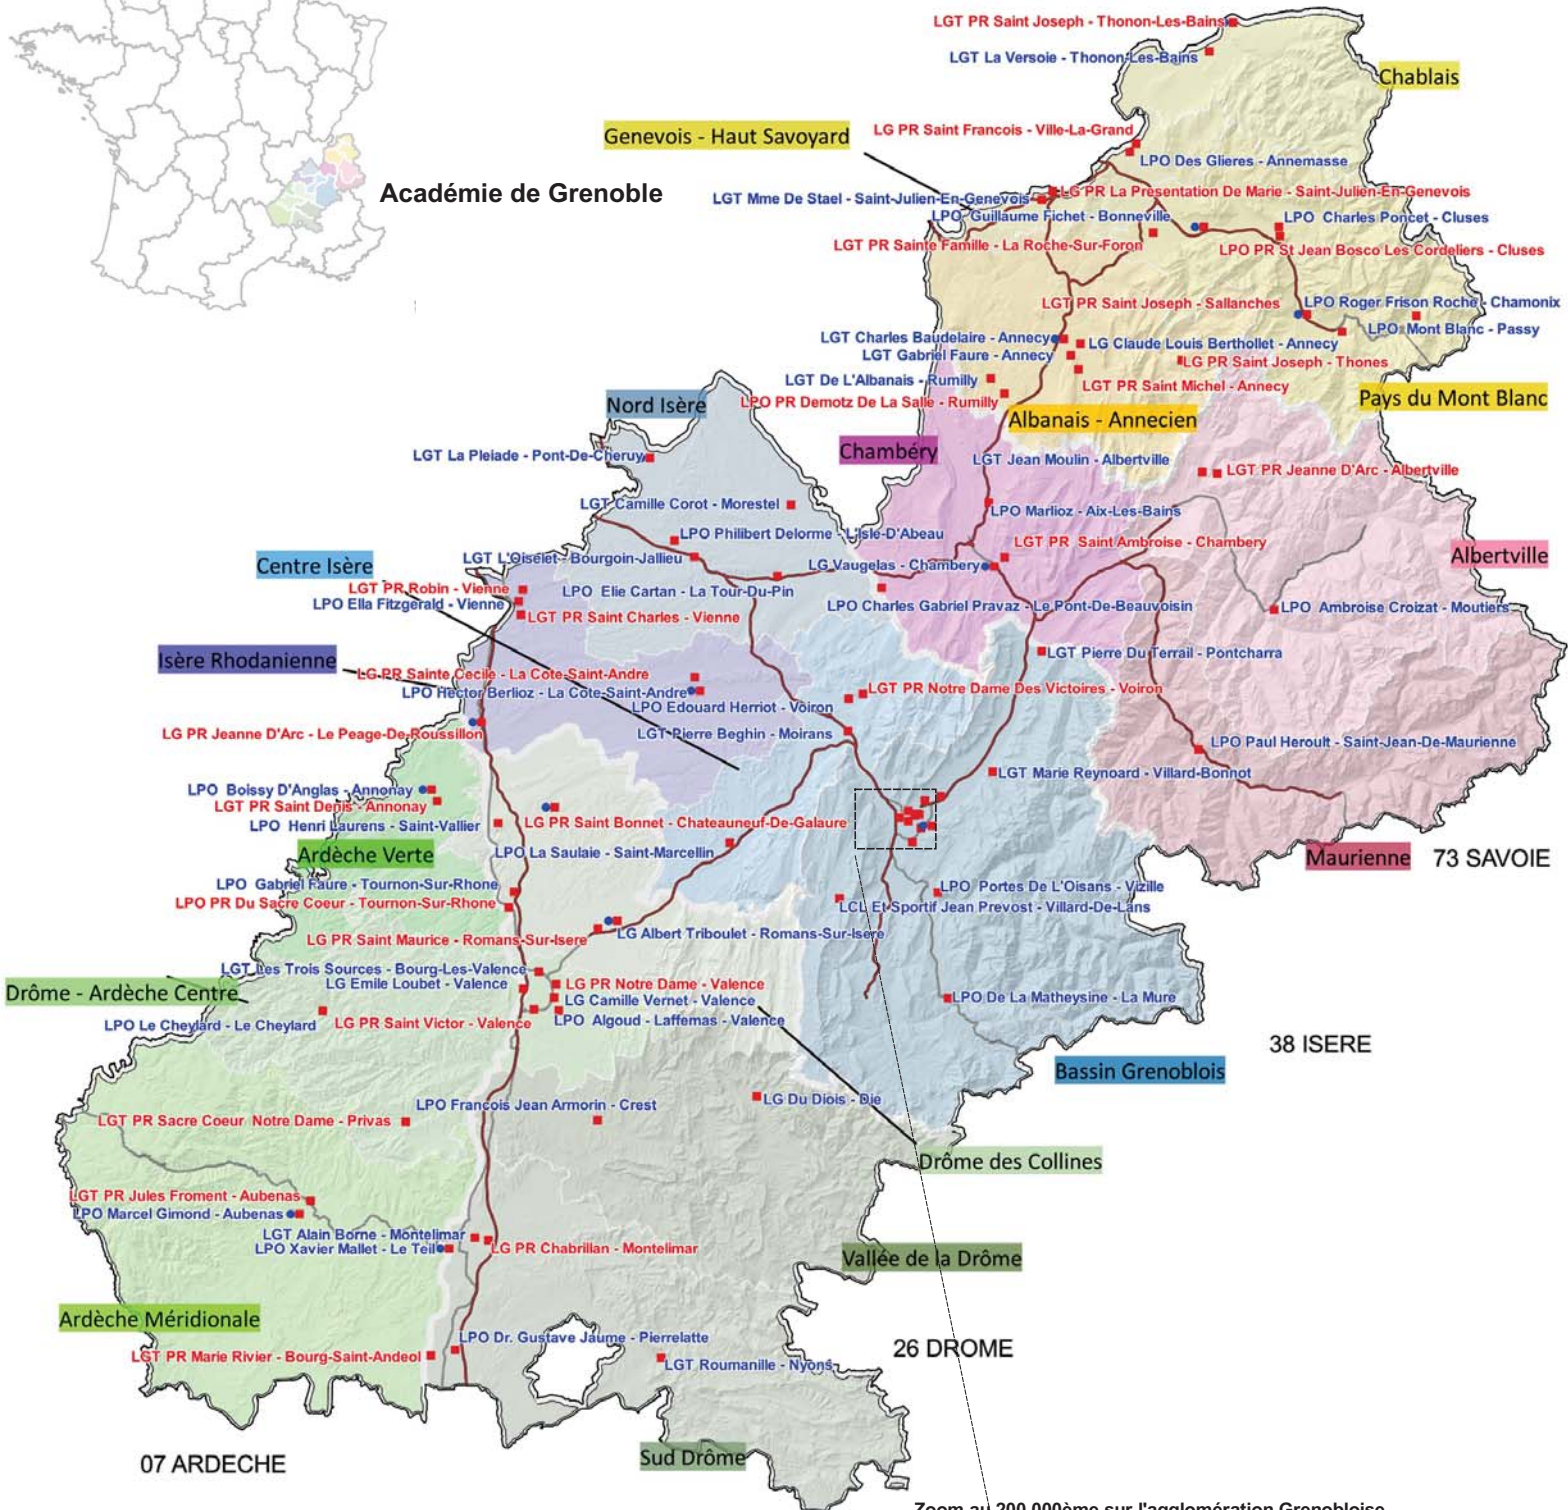 LGT PR Saint Joseph - Thonon-Les-Bains
LGT La Versoie - Thonon-Les-Bains
Chablais
Genevois - Haut Savoyard
LG PR Saint Francois - Ville-La-Grand
LPO Des Glieres - Annemasse
Académie de Grenoble
LGT Mme De Stael - Saint-Julien-En-Genevois
LG PR La Presentation De Marie - Saint-Julien-En-Genevois
LPO Guillaume Fichet - Bonneville
LPO Charles Poncet - Cluses
LGT PR Sainte Famille - La Roche-Sur-Foron
LPO PR St Jean Bosco Les Cordeliers - Cluses
LGT PR Saint Joseph - Sallanches
LPO Roger Frison Roche - Chamonix
LPO Mont Blanc - Passy
LGT Charles Baudelaire - Annecy
LG Claude Louis Berthollet - Annecy
LGT Gabriel Faure - Annecy
LG PR Saint Joseph - Thones
LGT De L'Albanais - Rumilly
LGT PR Saint Michel - Annecy
LPO PR Demotz De La Salle - Rumilly
Pays du Mont Blanc
Nord Isère
Albanais - Annecien
Chambéry
LGT La Pleiade - Pont-De-Cheruy
LGT Jean Moulin - Albertville
LGT PR Jeanne D'Arc - Albertville
LGT Camille Corot - Morestel
LPO Marlioz - Aix-Les-Bains
LPO Philibert Delorme - L'Isle-D'Abeau
LGT PR Saint Ambroise - Chambery
Albertville
Centre Isère
LGT L'Oiselet - Bourgoin-Jallieu
LG Vaugelas - Chambery
LGT PR Robin - Vienne
LPO Elie Cartan - La Tour-Du-Pin
LPO Ella Fitzgerald - Vienne
LPO Charles Gabriel Pravaz - Le Pont-De-Beauvoisin
LPO Ambroise Croizat - Moutiers
LGT PR Saint Charles - Vienne
Isère Rhodanienne
LGT Pierre Du Terrail - Pontcharra
LG PR Sainte Cecile - La Cote-Saint-Andre
LPO Hector Berlioz - La Cote-Saint-Andre
LGT PR Notre Dame Des Victoires - Voiron
LPO Edouard Herriot - Voiron
LG PR Jeanne D'Arc - Le Peage-De-Roussillon
LGT Pierre Beghin - Moirans
LPO Paul Heroult - Saint-Jean-De-Maurienne
LGT Marie Reynoard - Villard-Bonnot
LPO Boissy D'Anglas - Annonay
LGT PR Saint Denis - Annonay
LPO Henri Laurens - Saint-Vallier
LG PR Saint Bonnet - Chateauneuf-De-Galaure
Ardèche Verte
LPO La Saulaie - Saint-Marcellin
Maurienne
73 SAVOIE
LPO Gabriel Faure - Tournon-Sur-Rhone
LPO PR Du Sacre Coeur - Tournon-Sur-Rhone
LPO Portes De L'Oisans - Vizille
LCL Et Sportif Jean Prevost - Villard-De-Lans
LG PR Saint Maurice - Romans-Sur-Isere
LG Albert Triboulet - Romans-Sur-Isere
LGT Les Trois Sources - Bourg-Les-Valence
LG Emile Loubet - Valence
LG PR Notre Dame - Valence
Drôme - Ardèche Centre
LG Camille Vernet - Valence
LPO De La Matheysine - La Mure
LPO Le Cheylard - Le Cheylard
LG PR Saint Victor - Valence
LPO Algoud - Laffemas - Valence
38 ISERE
Bassin Grenoblois
LPO François Jean Armorin - Crest
LG Du Diois - Die
LGT PR Sacre Coeur Notre Dame - Privas
Drôme des Collines
LGT PR Jules Froment - Aubenas
LPO Marcel Gimond - Aubenas
LGT Alain Borne - Montelimar
LPO Xavier Mallet - Le Teil
LG PR Chabrillan - Montelimar
Vallée de la Drôme
Ardèche Méridionale
LPO Dr. Gustave Jaume - Pierrelatte
LGT PR Marie Rivier - Bourg-Saint-Andeol
LGT Roumanille - Nyons
26 DROME
07 ARDECHE
Sud Drôme
Zoom au 200 000ème sur l'agglomération Grenobloise